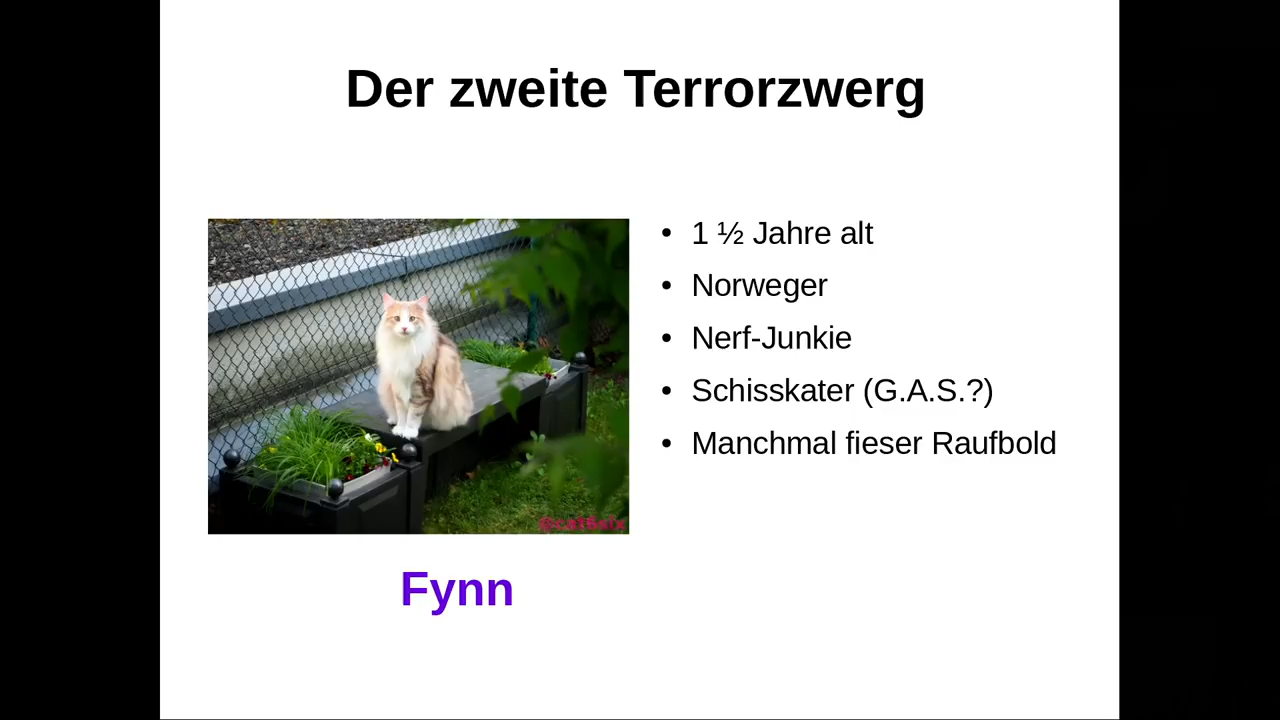 Der zweite Terrorzwerg
• 1 ½ Jahre alt
• Norweger
• Nerf-Junkie
• Schisskater (G.A.S.?)
• Manchmal fieser Raufbold
Fynn